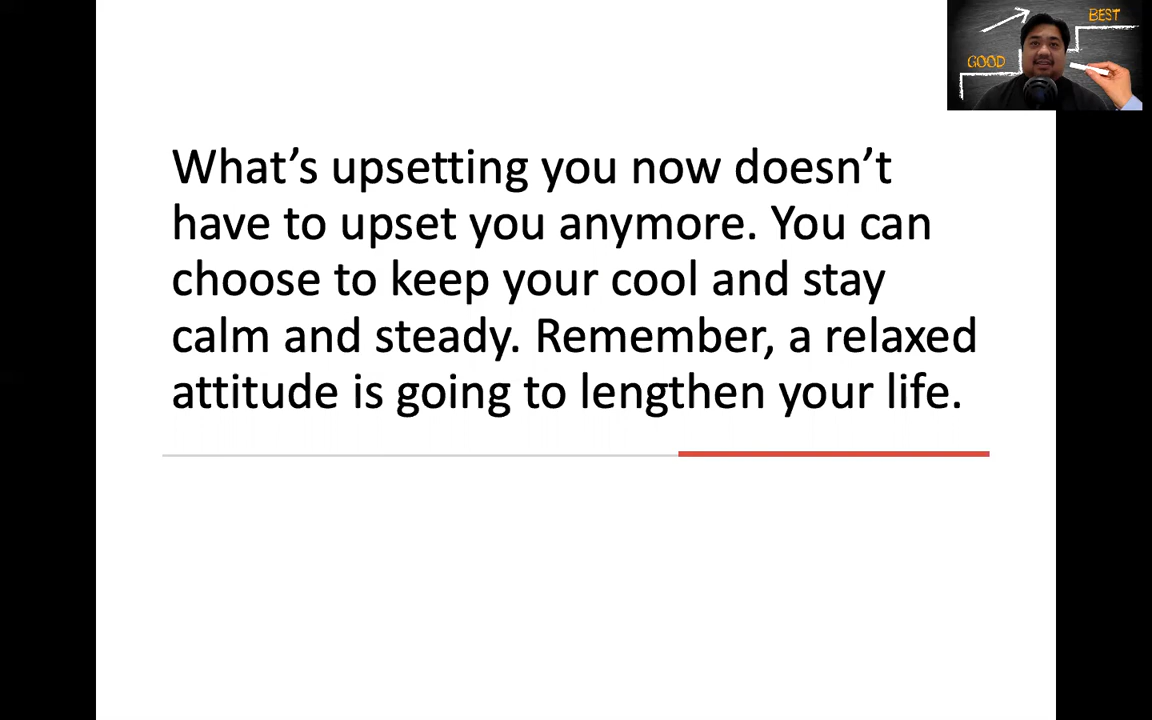 BEST
GOOD
What’s upsetting you now doesn’t
have to upset you anymore. You can
choose to keep your cool and stay
calm and steady. Remember, a relaxed
attitude is going to lengthen your life.